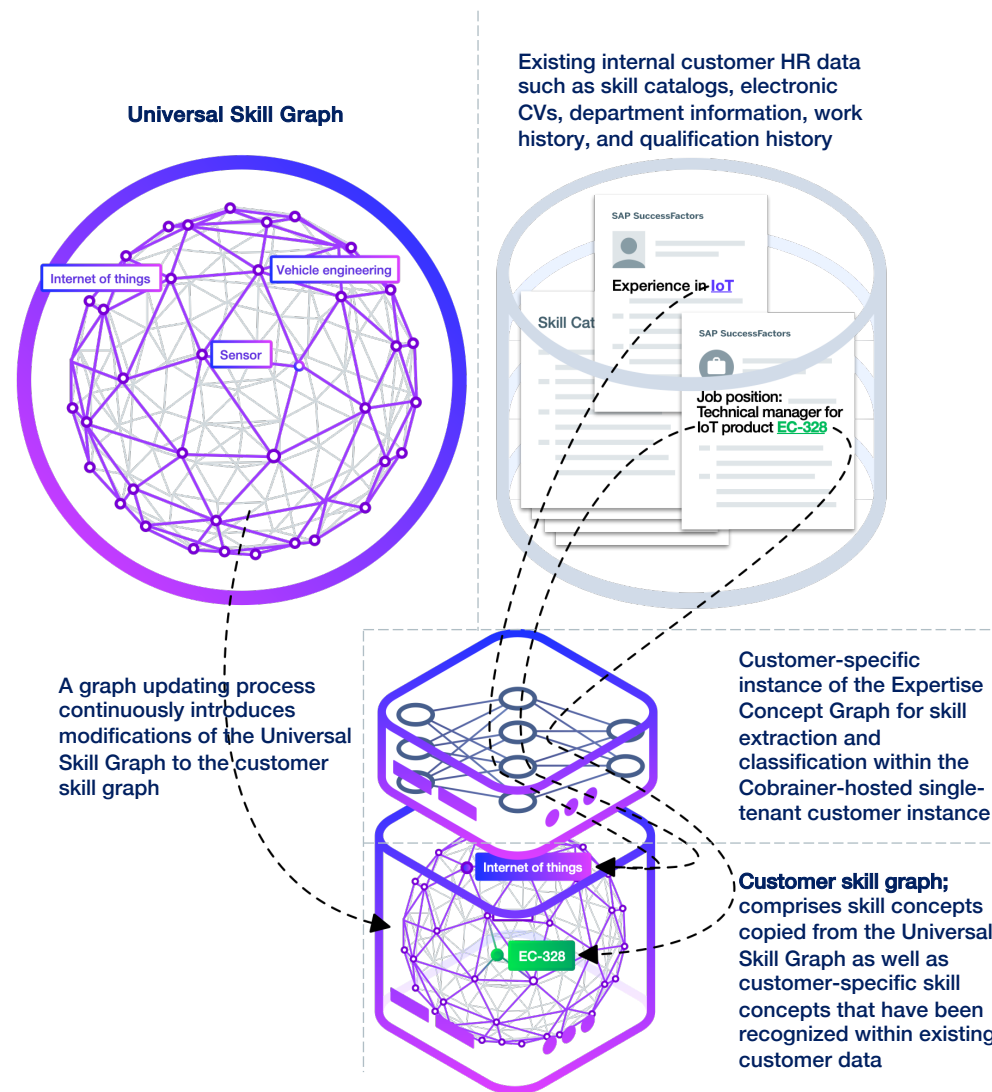 Universal Skill Graph
Internet of things
Vehicle engineering
Sensor
Existing internal customer HR data
such as skill catalogs, electronic
CVs, department information, work
history, and qualification history
SAP SuccessFactors
Experience in IoT
Skill Cat
SAP SuccessFactors
Job position:
Technical manager for
IoT product EC-328
A graph updating process
continuously introduces
modifications of the Universal
Skill Graph to the customer
skill graph
Customer-specific
instance of the Expertise
Concept Graph for skill
extraction and
classification within the
Cobrainer-hosted single-
tenant customer instance
Internet of things
EC-328
Customer skill graph;
comprises skill concepts
copied from the Universal
Skill Graph as well as
customer-specific skill
concepts that have been
recognized within existing
customer data